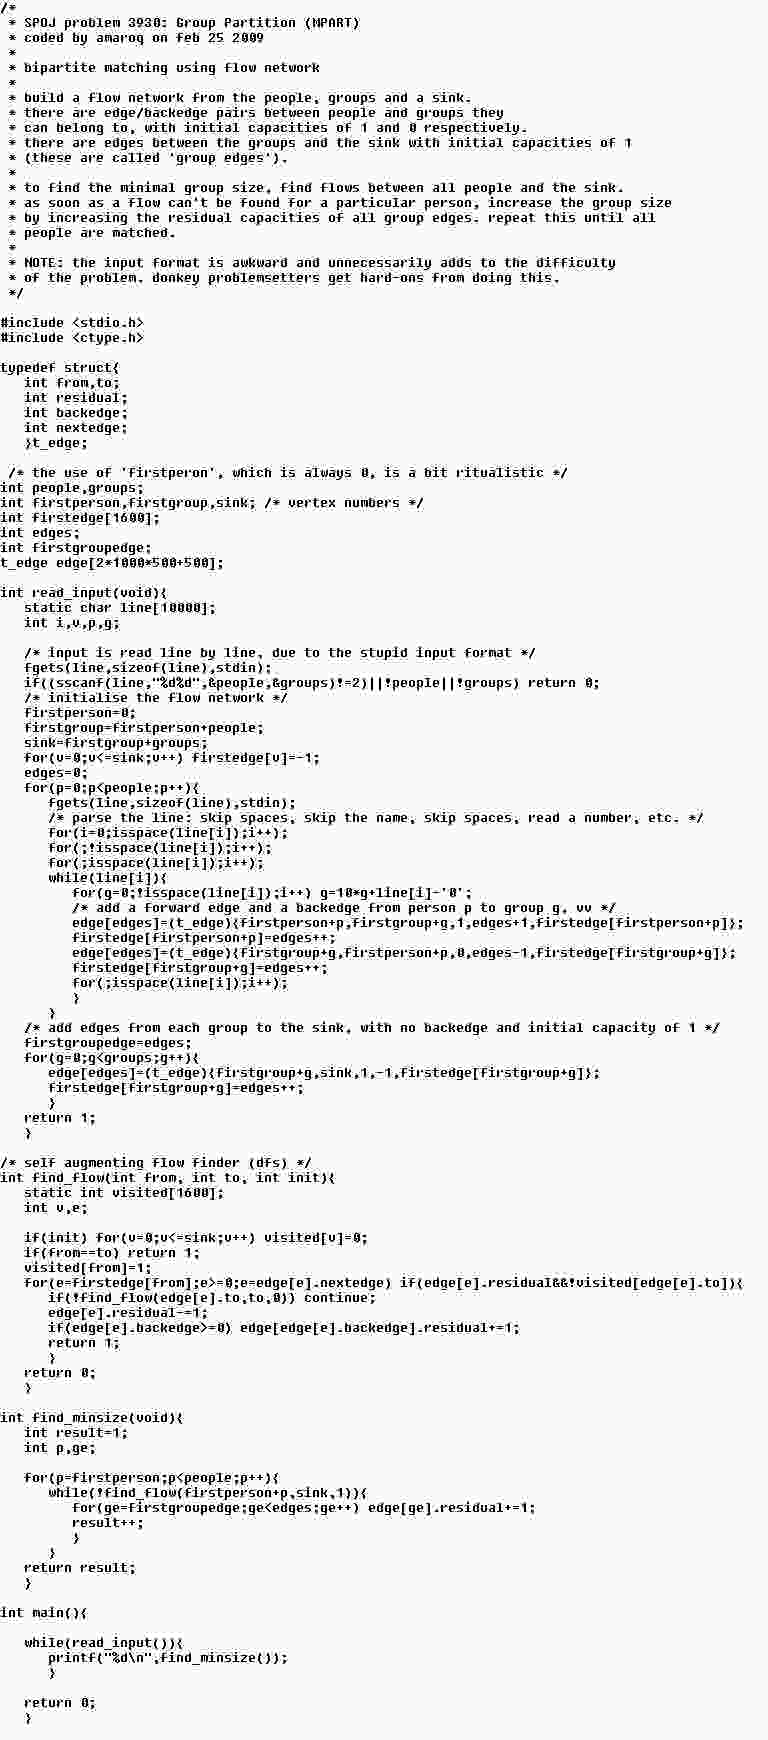 /*
 * SPOJ problem 3930: Group Partition (NPART)
 * coded by amaroq on feb 25 2009
 *
 * bipartite matching using flow network
 *
 * build a flow network from the people, groups and a sink.
 * there are edge/backedge pairs between people and groups they
 * can belong to, with initial capacities of 1 and 0 respectively.
 * there are edges between the groups and the sink with initial capacities of 1
 * (these are called 'group edges').
 *
 * to find the minimal group size, find flows between all people and the sink.
 * as soon as a flow can't be found for a particular person, increase the group size
 * by increasing the residual capacities of all group edges. repeat this until all
 * people are matched.
 *
 * NOTE: the input format is awkward and unnecessarily adds to the difficulty
 * of the problem. donkey problemsetters get hard-ons from doing this.
 */

#include <stdio.h>
#include <ctype.h>

typedef struct{
   int from,to;
   int residual;
   int backedge;
   int nextedge;
   }t_edge;

 /* the use of 'firstperon', which is always 0, is a bit ritualistic */
int people,groups;
int firstperson,firstgroup,sink; /* vertex numbers */
int firstedge[1600];
int edges;
int firstgroupedge;
t_edge edge[2*1000*500+500];

int read_input(void){
   static char line[10000];
   int i,v,p,g;

   /* input is read line by line, due to the stupid input format */
   fgets(line,sizeof(line),stdin);
   if((sscanf(line,"%d%d",&people,&groups)!=2)||!people||!groups) return 0;
   /* initialise the flow network */
   firstperson=0;
   firstgroup=firstperson+people;
   sink=firstgroup+groups;
   for(v=0;v<=sink;v++) firstedge[v]=-1;
   edges=0;
   for(p=0;p<people;p++){
      fgets(line,sizeof(line),stdin);
      /* parse the line: skip spaces, skip the name, skip spaces, read a number, etc. */
      for(i=0;isspace(line[i]);i++);
      for(;!isspace(line[i]);i++);
      for(;isspace(line[i]);i++);
      while(line[i]){
         for(g=0;!isspace(line[i]);i++) g=10*g+line[i]-'0';
         /* add a forward edge and a backedge from person p to group g, vv */
         edge[edges]=(t_edge){firstperson+p,firstgroup+g,1,edges+1,firstedge[firstperson+p]};
         firstedge[firstperson+p]=edges++;
         edge[edges]=(t_edge){firstgroup+g,firstperson+p,0,edges-1,firstedge[firstgroup+g]};
         firstedge[firstgroup+g]=edges++;
         for(;isspace(line[i]);i++);
         }
      }
   /* add edges from each group to the sink, with no backedge and initial capacity of 1 */
   firstgroupedge=edges;
   for(g=0;g<groups;g++){
      edge[edges]=(t_edge){firstgroup+g,sink,1,-1,firstedge[firstgroup+g]};
      firstedge[firstgroup+g]=edges++;
      }
   return 1;
   }

/* self augmenting flow finder (dfs) */
int find_flow(int from, int to, int init){
   static int visited[1600];
   int v,e;

   if(init) for(v=0;v<=sink;v++) visited[v]=0;
   if(from==to) return 1;
   visited[from]=1;
   for(e=firstedge[from];e>=0;e=edge[e].nextedge) if(edge[e].residual&&!visited[edge[e].to]){
      if(!find_flow(edge[e].to,to,0)) continue;
      edge[e].residual-=1;
      if(edge[e].backedge>=0) edge[edge[e].backedge].residual+=1;
      return 1;
      }
   return 0;
   }

int find_minsize(void){
   int result=1;
   int p,ge;

   for(p=firstperson;p<people;p++){
      while(!find_flow(firstperson+p,sink,1)){
         for(ge=firstgroupedge;ge<edges;ge++) edge[ge].residual+=1;
         result++;
         }
      }
   return result;
   }

int main(){

   while(read_input()){
      printf("%d\n",find_minsize());
      }

   return 0;
   }